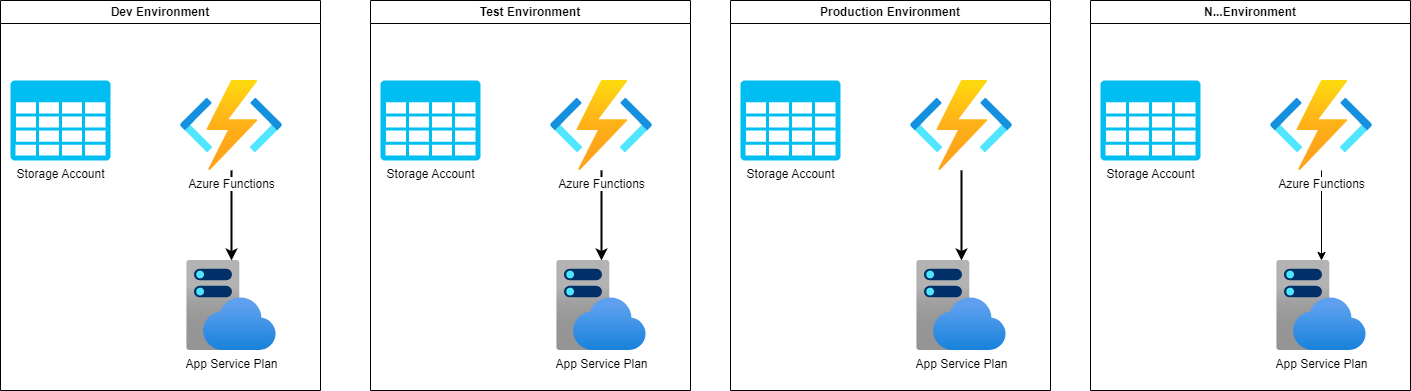 Dev Environment
Test Environment
Production Environment
N...Environment
Storage Account
Azure Functions
App Service Plan
Storage Account
Azure Functions
App Service Plan
Storage Account
App Service Plan
Storage Account
Azure Functions
App Service Plan